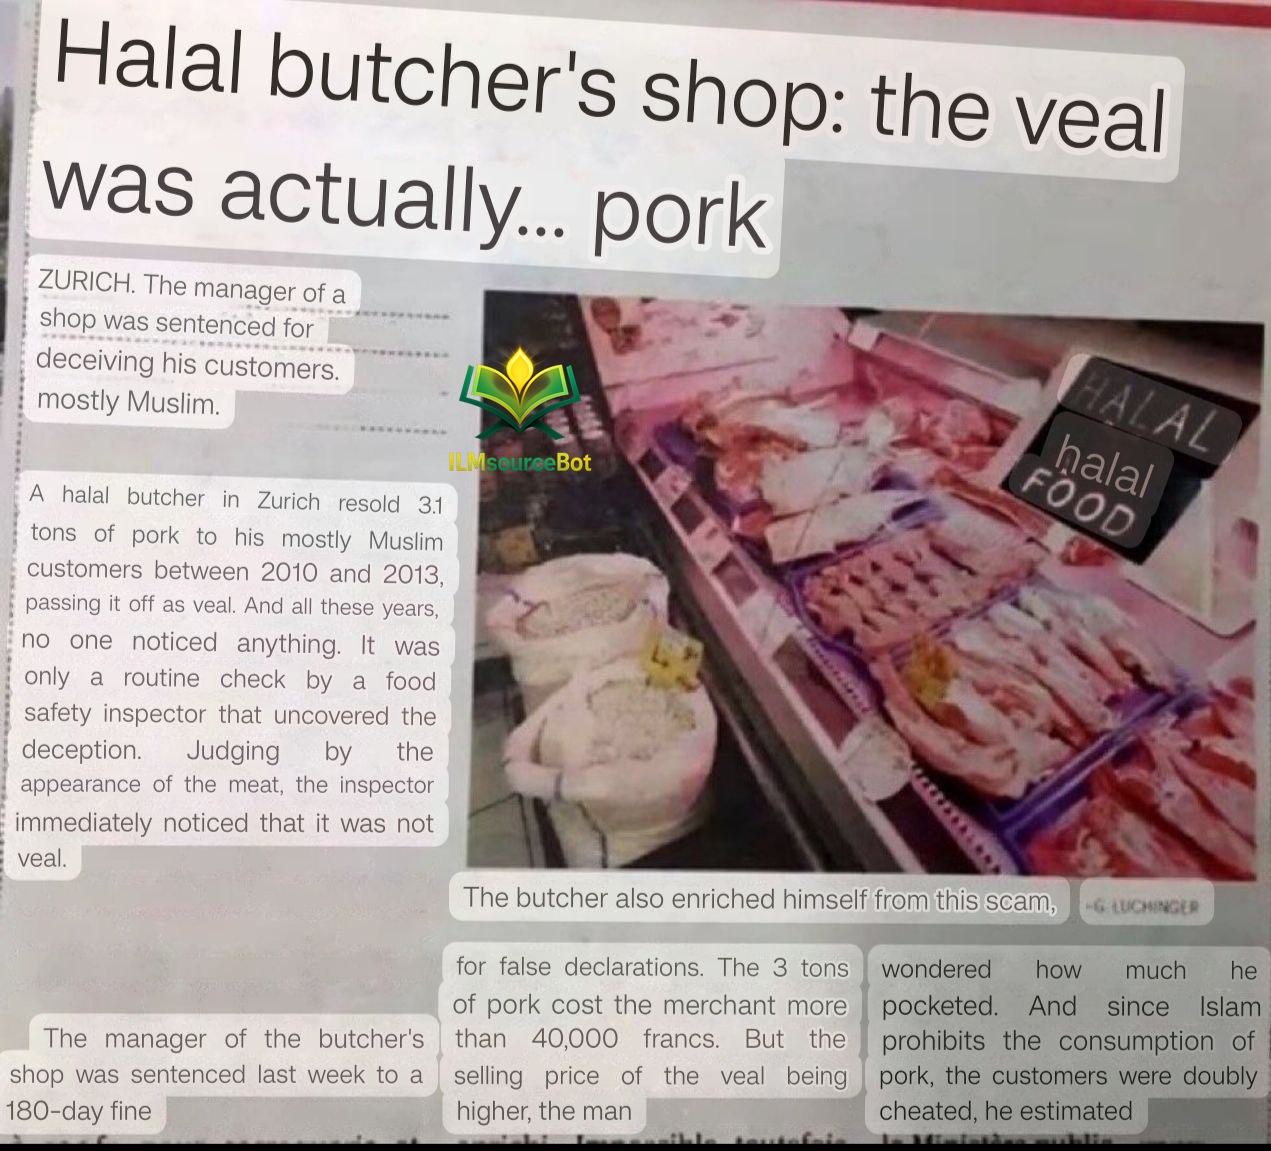 Halal butcher's shop: the veal
was actually... pork
ZURICH. The manager of a
shop was sentenced for
deceiving his customers.
mostly Muslim.
A halal butcher in Zurich resold 3.1
tons of pork to his mostly Muslim
customers between 2010 and 2013,
passing it off as veal. And all these years,
no one noticed anything. It was
only a routine check by a food
safety inspector that uncovered the
deception. Judging by the
appearance of the meat, the inspector
immediately noticed that it was not
veal.
The manager of the butcher's
shop was sentenced last week to a
180-day fine
ILMsourceBot
HALAL
halal
FOOD
The butcher also enriched himself from this scam,
-G. LUCHINGER
for false declarations. The 3 tons
of pork cost the merchant more
than 40,000 francs. But the
selling price of the veal being
higher, the man
wondered how much he
pocketed. And since Islam
prohibits the consumption of
pork, the customers were doubly
cheated, he estimated